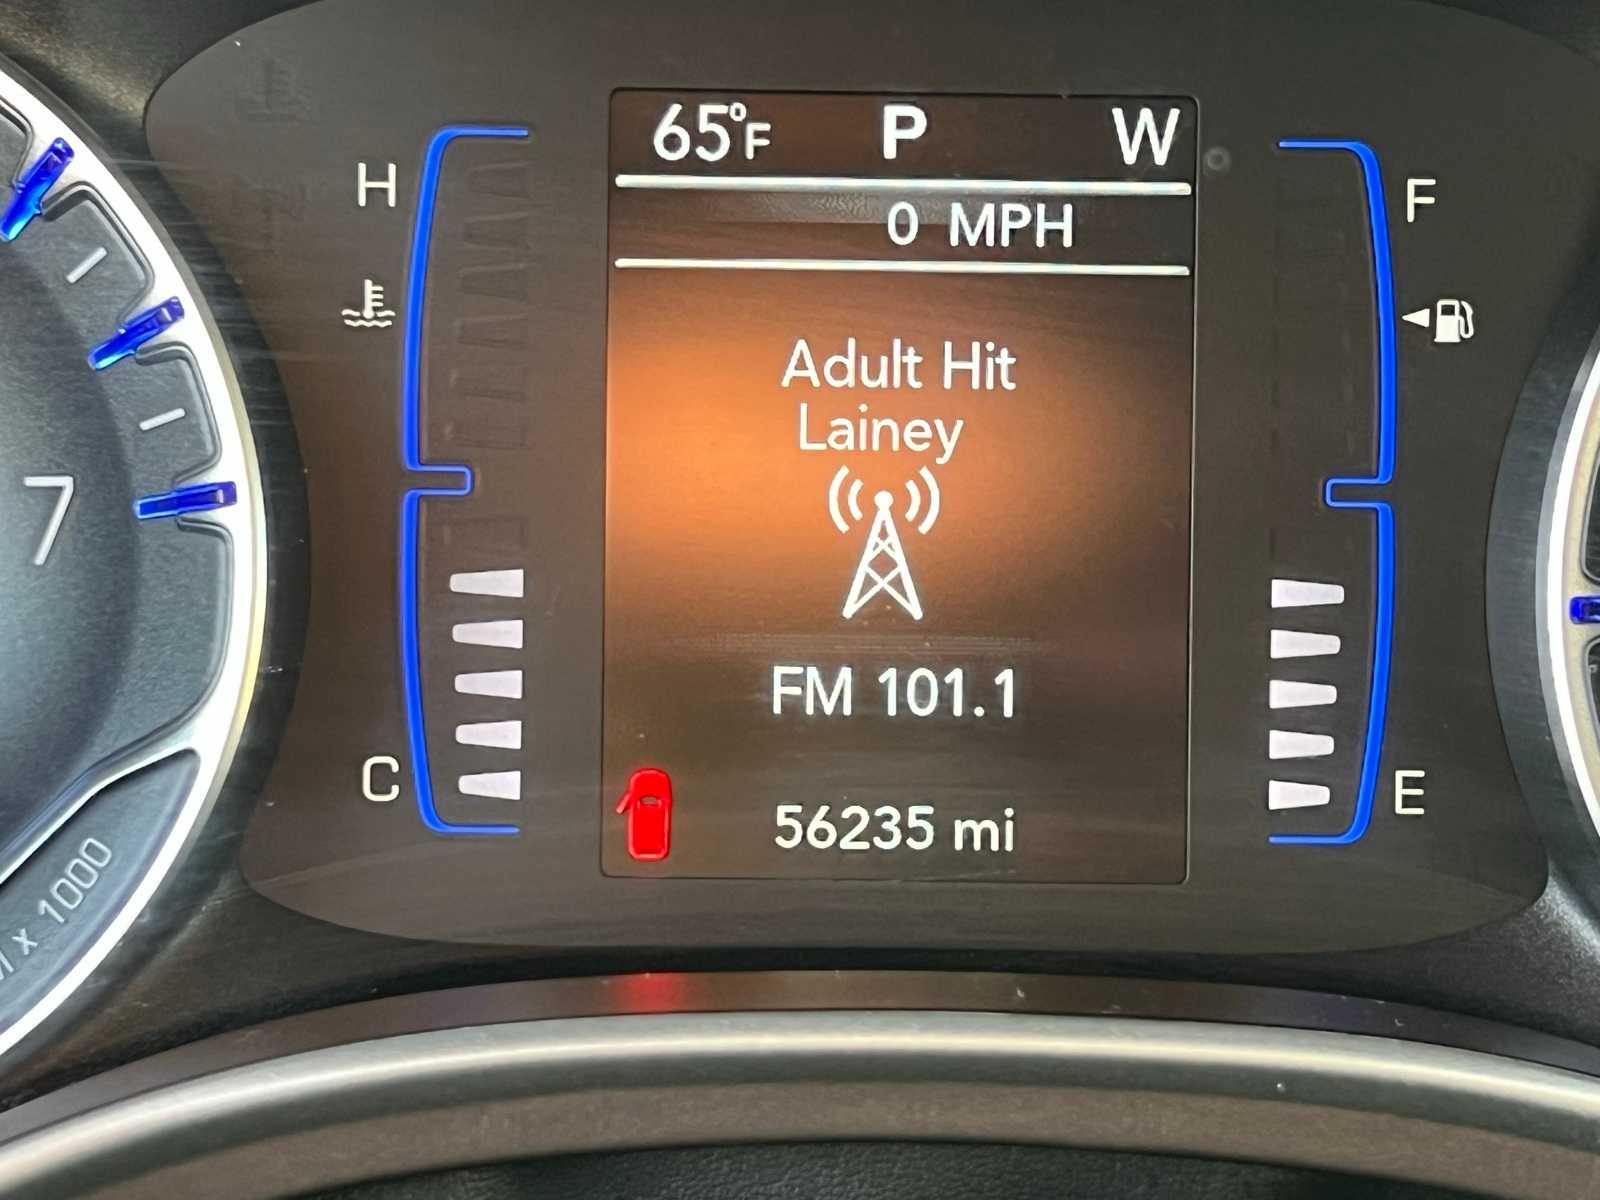 65°F P W
0 MPH
H
F
Adult Hit
Lainey
7
FM 101.1
C
E
56235 mi
x 1000